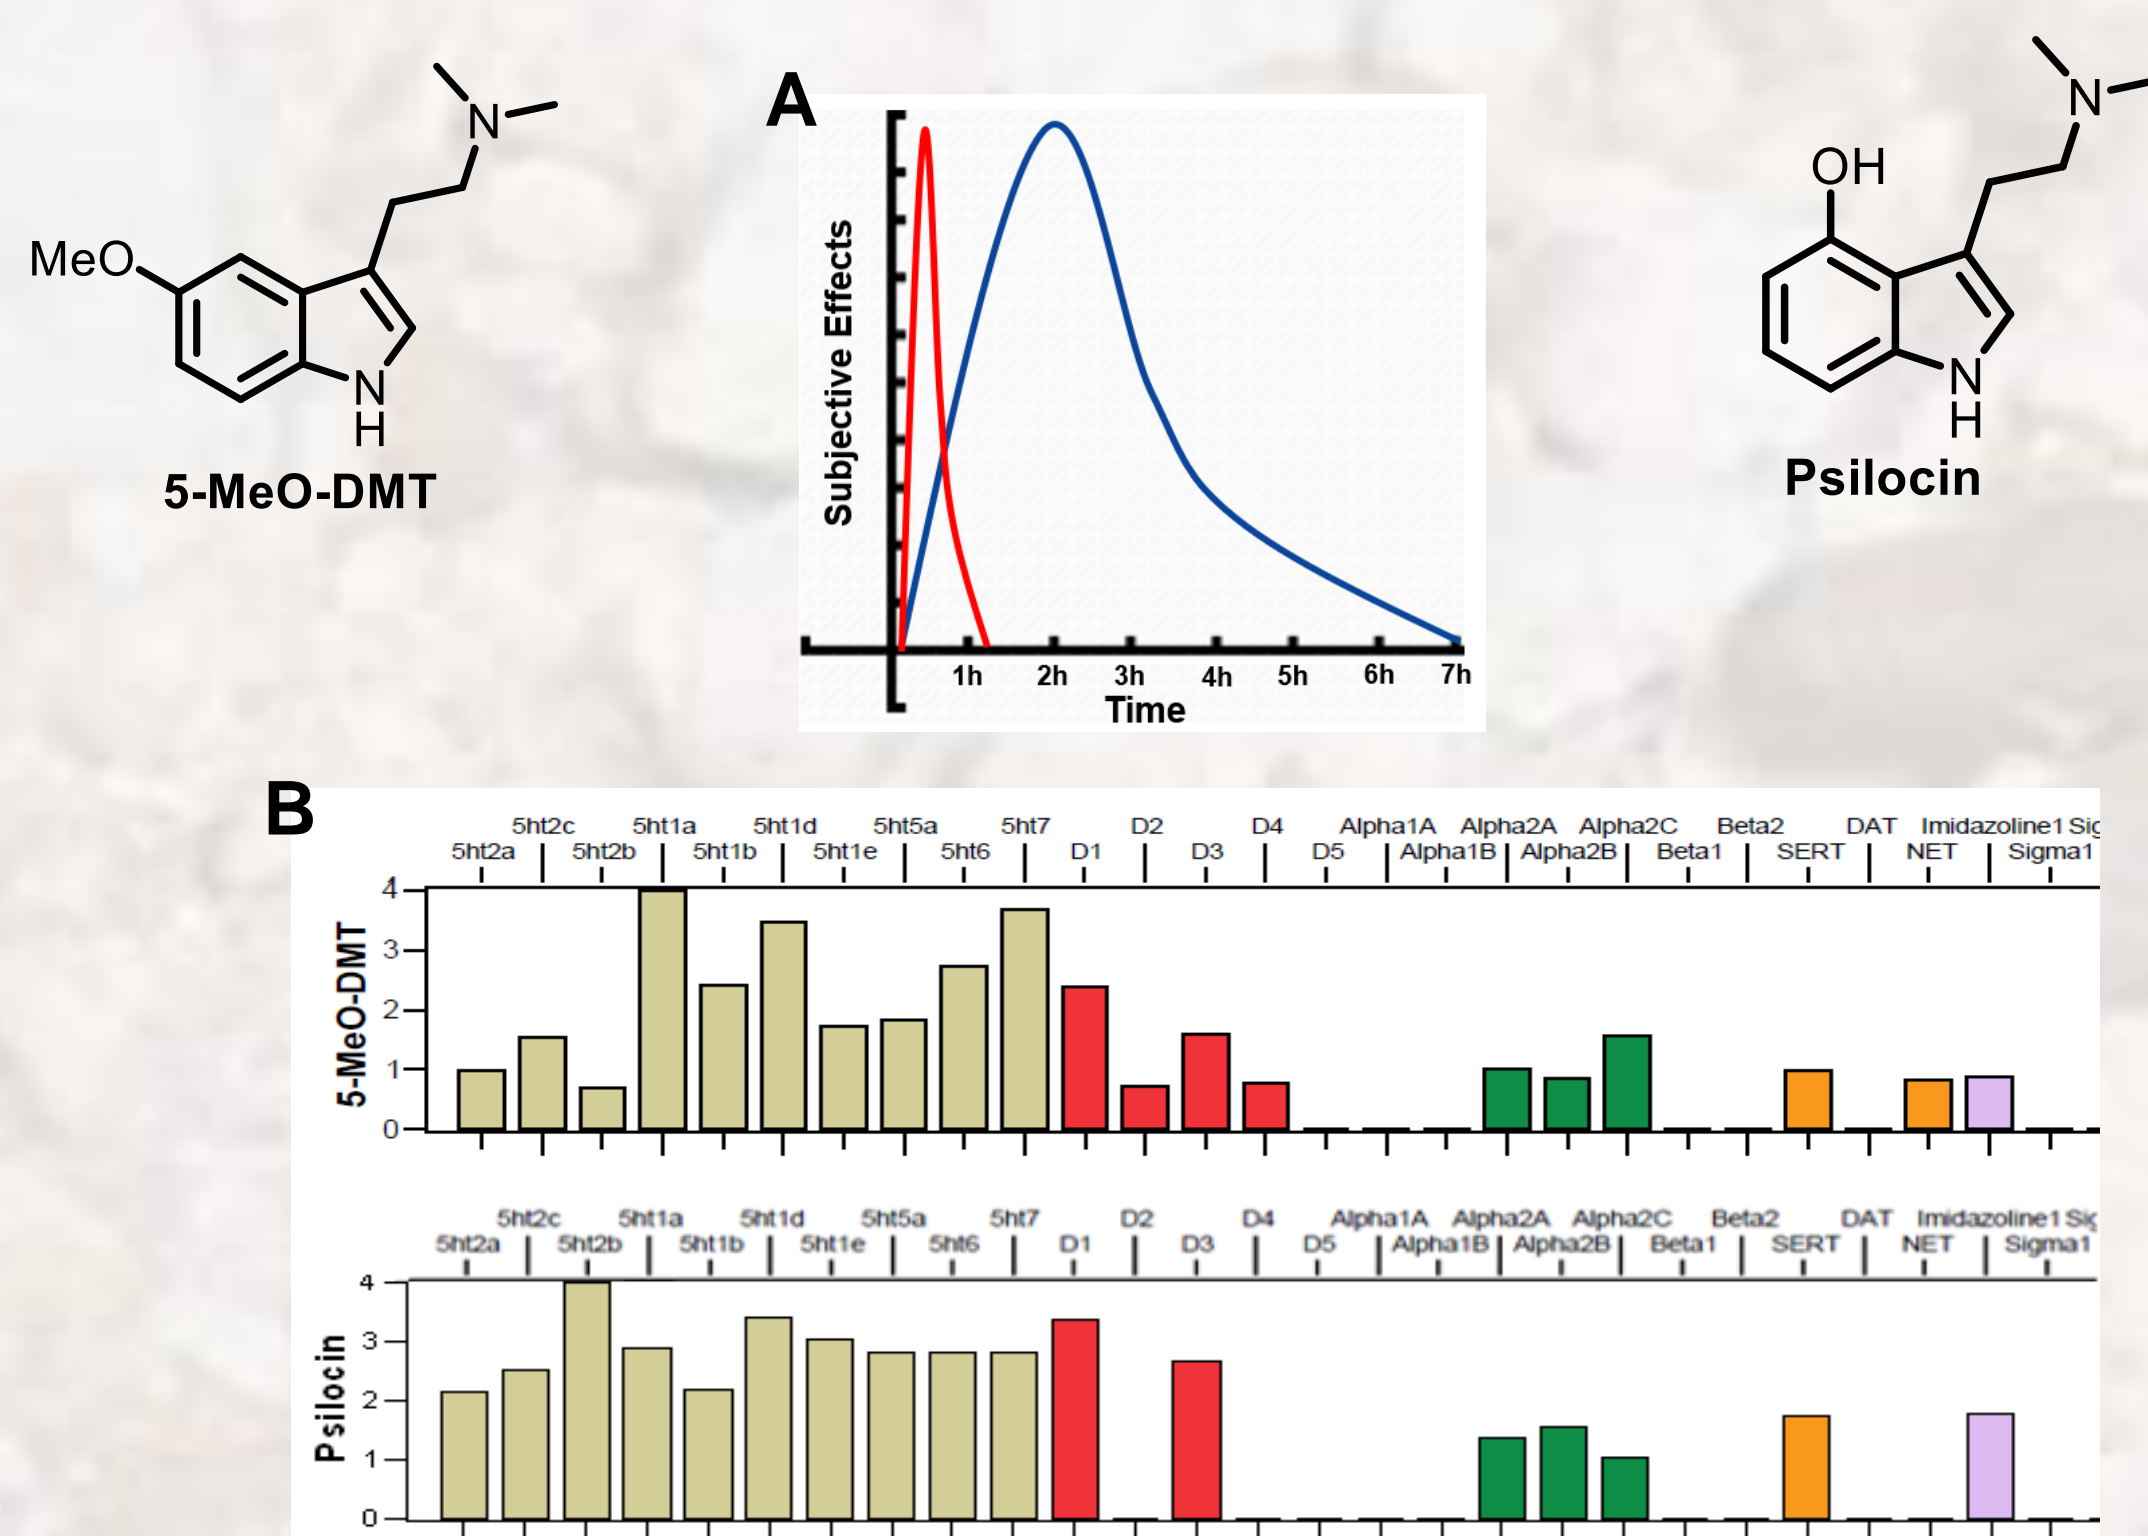 N
MeO
N
H
5-MeO-DMT
A
Subjective Effects
1h 2h 3h 4h 5h 6h 7h
Time
N
OH
N
H
Psilocin
B
5ht2c 5ht1a 5ht1d 5ht5a 5ht7 D2 D4 Alpha1A Alpha2A Alpha2C Beta2 DAT Imidazoline1 Sig
5ht2a 5ht2b 5ht1b 5ht1e 5ht6 D1 D3 D5 Alpha1B Alpha2B Beta1 SERT NET Sigma1
5-MeO-DMT
4
3
2
1
0
5ht2c 5ht1a 5ht1d 5ht5a 5ht7 D2 D4 Alpha1A Alpha2A Alpha2C Beta2 DAT Imidazoline1 Sig
5ht2a 5ht2b 5ht1b 5ht1e 5ht6 D1 D3 D5 Alpha1B Alpha2B Beta1 SERT NET Sigma1
Psilocin
4
3
2
1
0